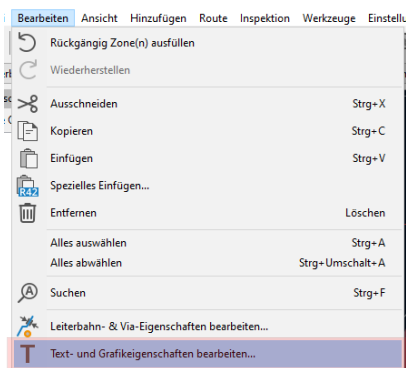 Bearbeiten Ansicht Hinzufügen Route Inspektion Werkzeuge Einstellu
Rückgängig Zone(n) ausfüllen
Wiederherstellen
Ausschneiden Strg+X
Kopieren Strg+C
Einfügen Strg+V
R42 Spezielles Einfügen...
Entfernen Löschen
Alles auswählen Strg+A
Alles abwählen Strg+Umschalt+A
Suchen Strg+F
Leiterbahn- & Via-Eigenschaften bearbeiten...
Text- und Grafikeigenschaften bearbeiten...